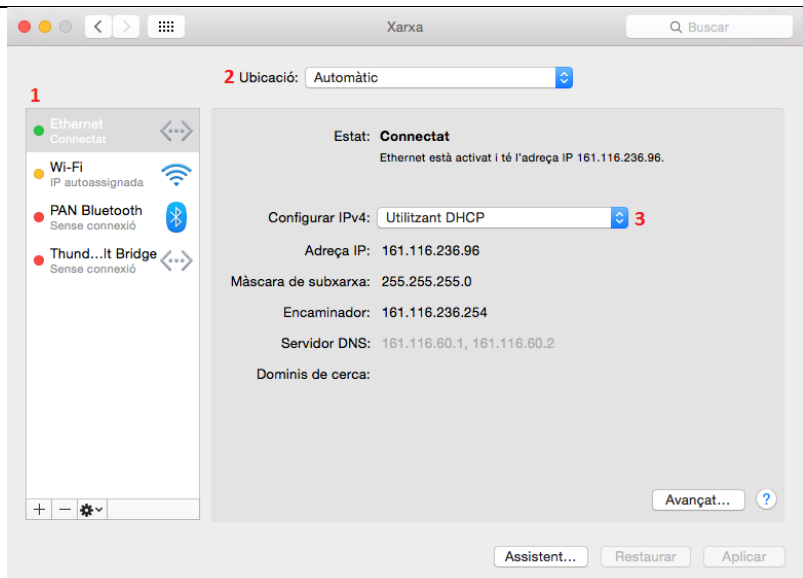 Xarxa
Buscar
2 Ubicació: Automàtic
1
Ethernet
Connectat
Wi-Fi
IP autoassignada
PAN Bluetooth
Sense connexió
Thund...lt Bridge
Sense connexió
Estat: Connectat
Ethernet està activat i té l'adreça IP 161.116.236.96.
Configurar IPv4: Utilitzant DHCP 3
Adreça IP: 161.116.236.96
Màscara de subxarxa: 255.255.255.0
Encaminador: 161.116.236.254
Servidor DNS: 161.116.60.1, 161.116.60.2
Dominis de cerca:
Avançat... ?
Assistent... Restaurar Aplicar